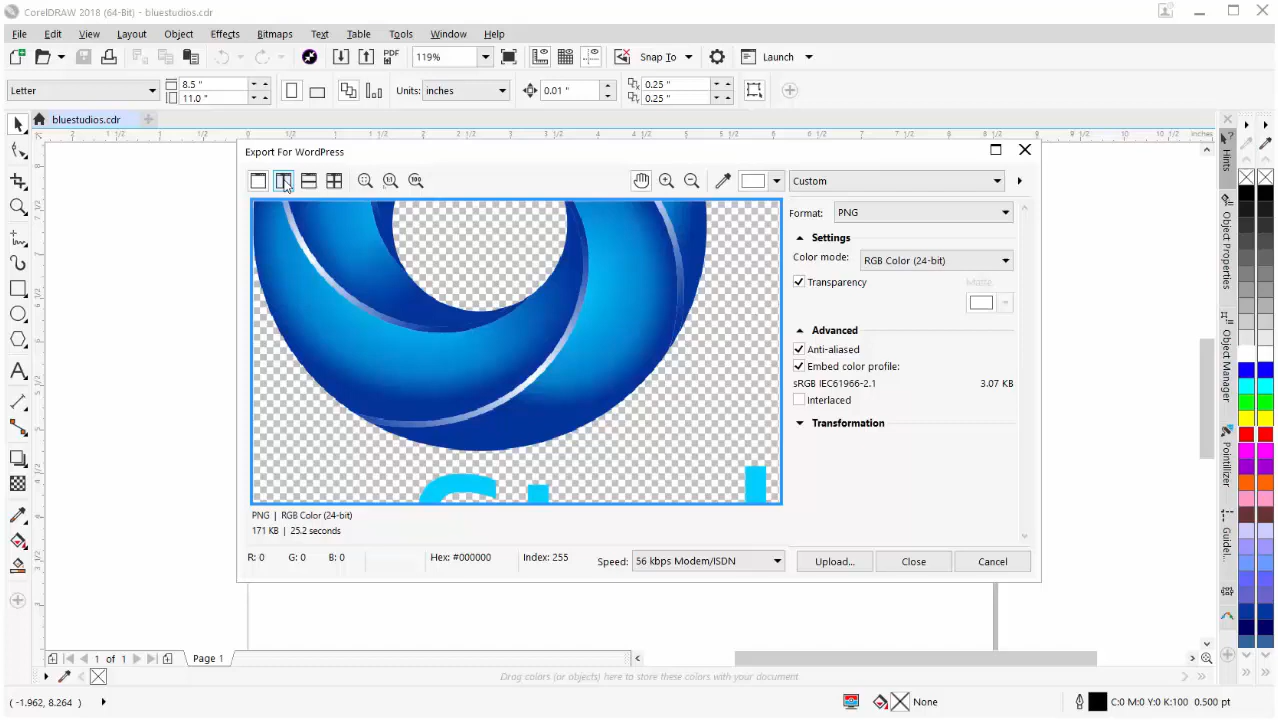 CorelDRAW 2018 (64-Bit) - bluestudios.cdr
File Edit View Layout Object Effects Bitmaps Text Table Tools Window Help
PDF 119% Snap To Launch
Letter 8.5 " 11.0 " Units: inches 0.01 " 0.25 " 0.25 "
bluestudios.cdr
inches
Export For WordPress
Custom
Format: PNG
Settings
Color mode: RGB Color (24-bit)
Transparency Matte:
Advanced
Anti-aliased
Embed color profile:
sRGB IEC61966-2.1 3.07 KB
Interlaced
Transformation
PNG | RGB Color (24-bit)
171 KB | 25.2 seconds
R: 0 G: 0 B: 0 Hex: #000000 Index: 255 Speed: 56 kbps Modem/ISDN Upload... Close Cancel
Hints
Object Properties
Object Manager
Pointilizer
Guidel...
1 of 1 Page 1
Drag colors (or objects) here to store these colors with your document
( -1.962, 8.264 ) None C:0 M:0 Y:0 K:100 0.500 pt